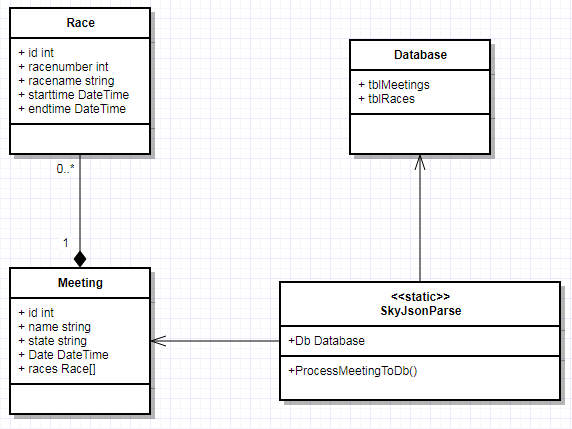 Race
+ id int
+ racenumber int
+ racename string
+ starttime DateTime
+ endtime DateTime
Database
+ tblMeetings
+ tblRaces
0..*
1
Meeting
+ id int
+ name string
+ state string
+ Date DateTime
+ races Race[]
<<static>>
SkyJsonParse
+Db Database
+ProcessMeetingToDb()